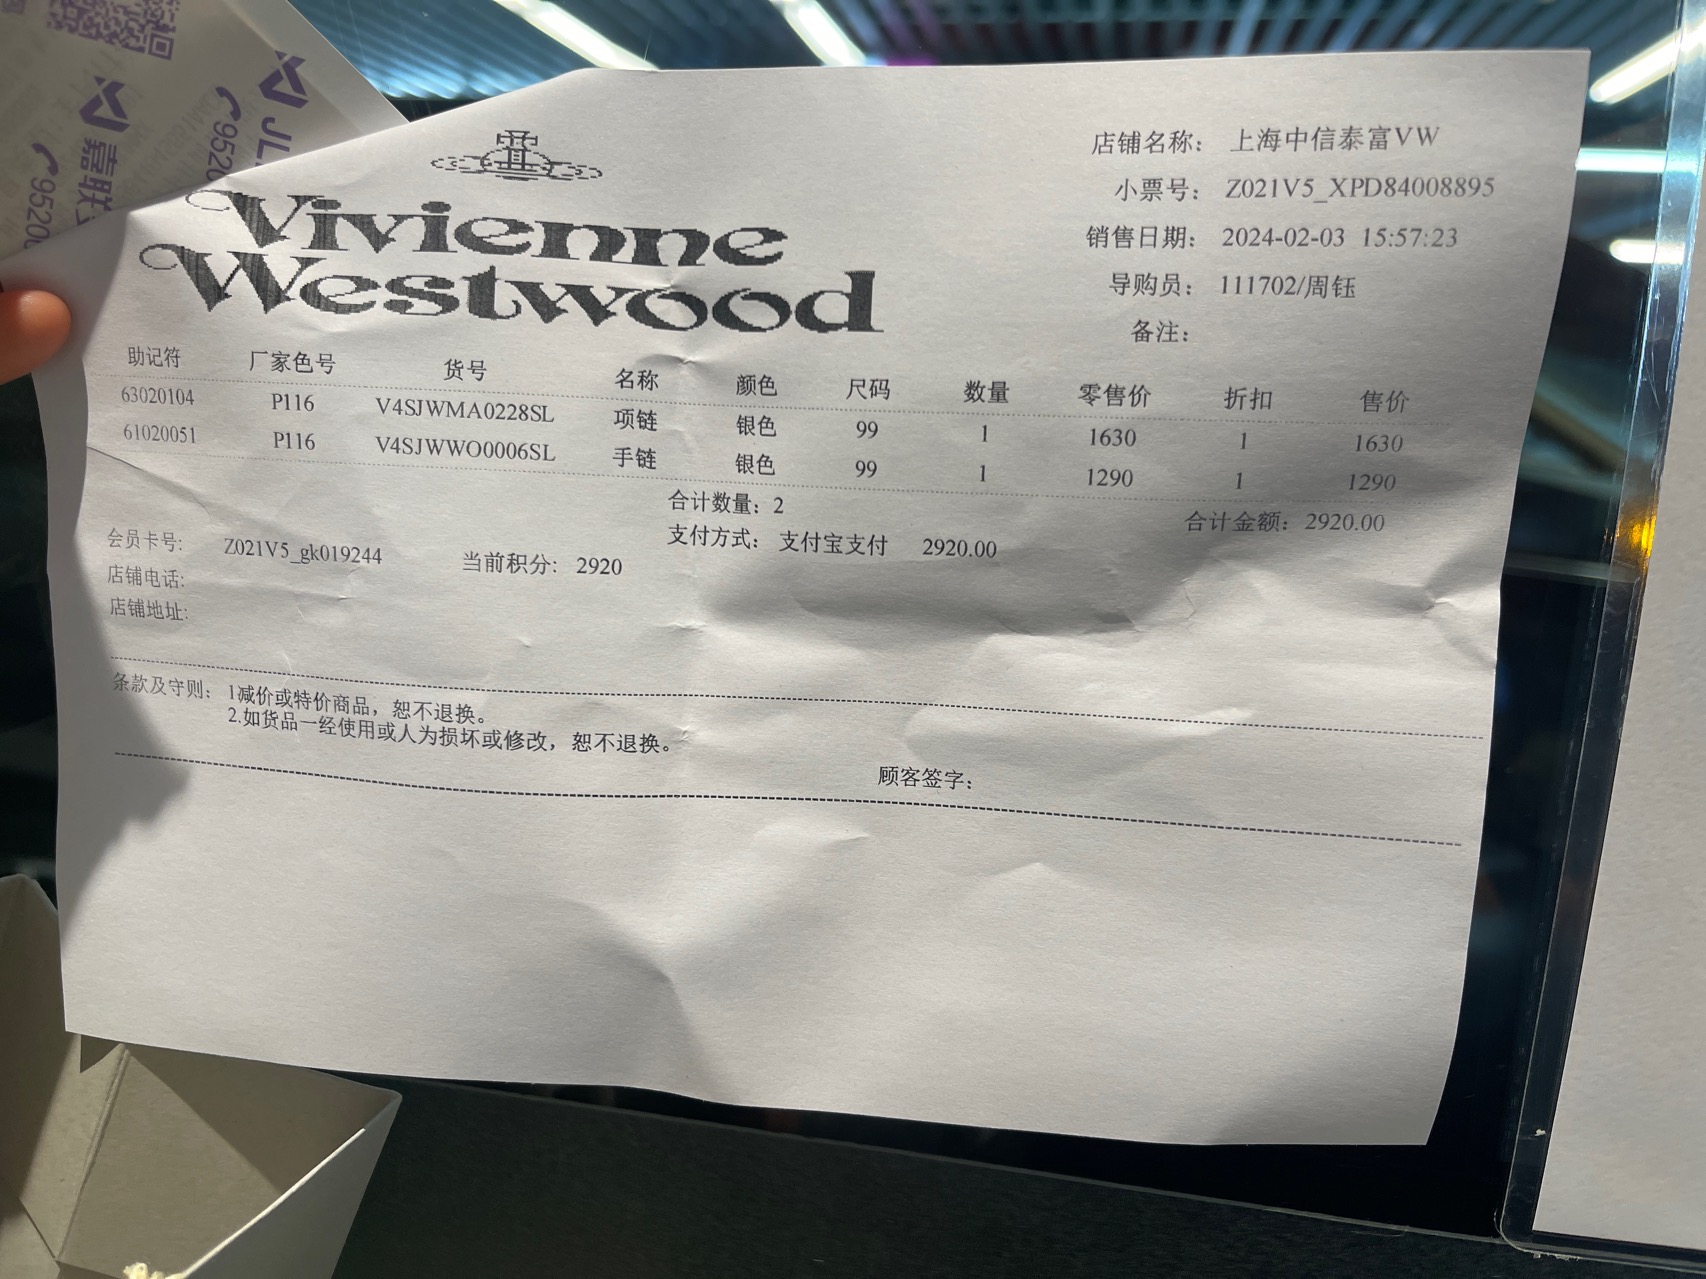 Vivienne
Westwood
店铺名称: 上海中信泰富VW
小票号: Z021V5_XPD84008895
销售日期: 2024-02-03 15:57:23
导购员: 111702/周钰
备注:
助记符 厂家色号 货号 名称 颜色 尺码 数量 零售价 折扣 售价
63020104 P116 V4SJWMA0228SL 项链 银色 99 1 1630 1 1630
61020051 P116 V4SJWWO0006SL 手链 银色 99 1 1290 1 1290
合计数量: 2 合计金额: 2920.00
支付方式: 支付宝支付 2920.00
会员卡号: Z021V5_gk019244 当前积分: 2920
店铺电话:
店铺地址:
条款及守则: 1减价或特价商品，恕不退换。
2.如货品一经使用或人为损坏或修改，恕不退换。
顾客签字:
嘉联
JL
9520
95200